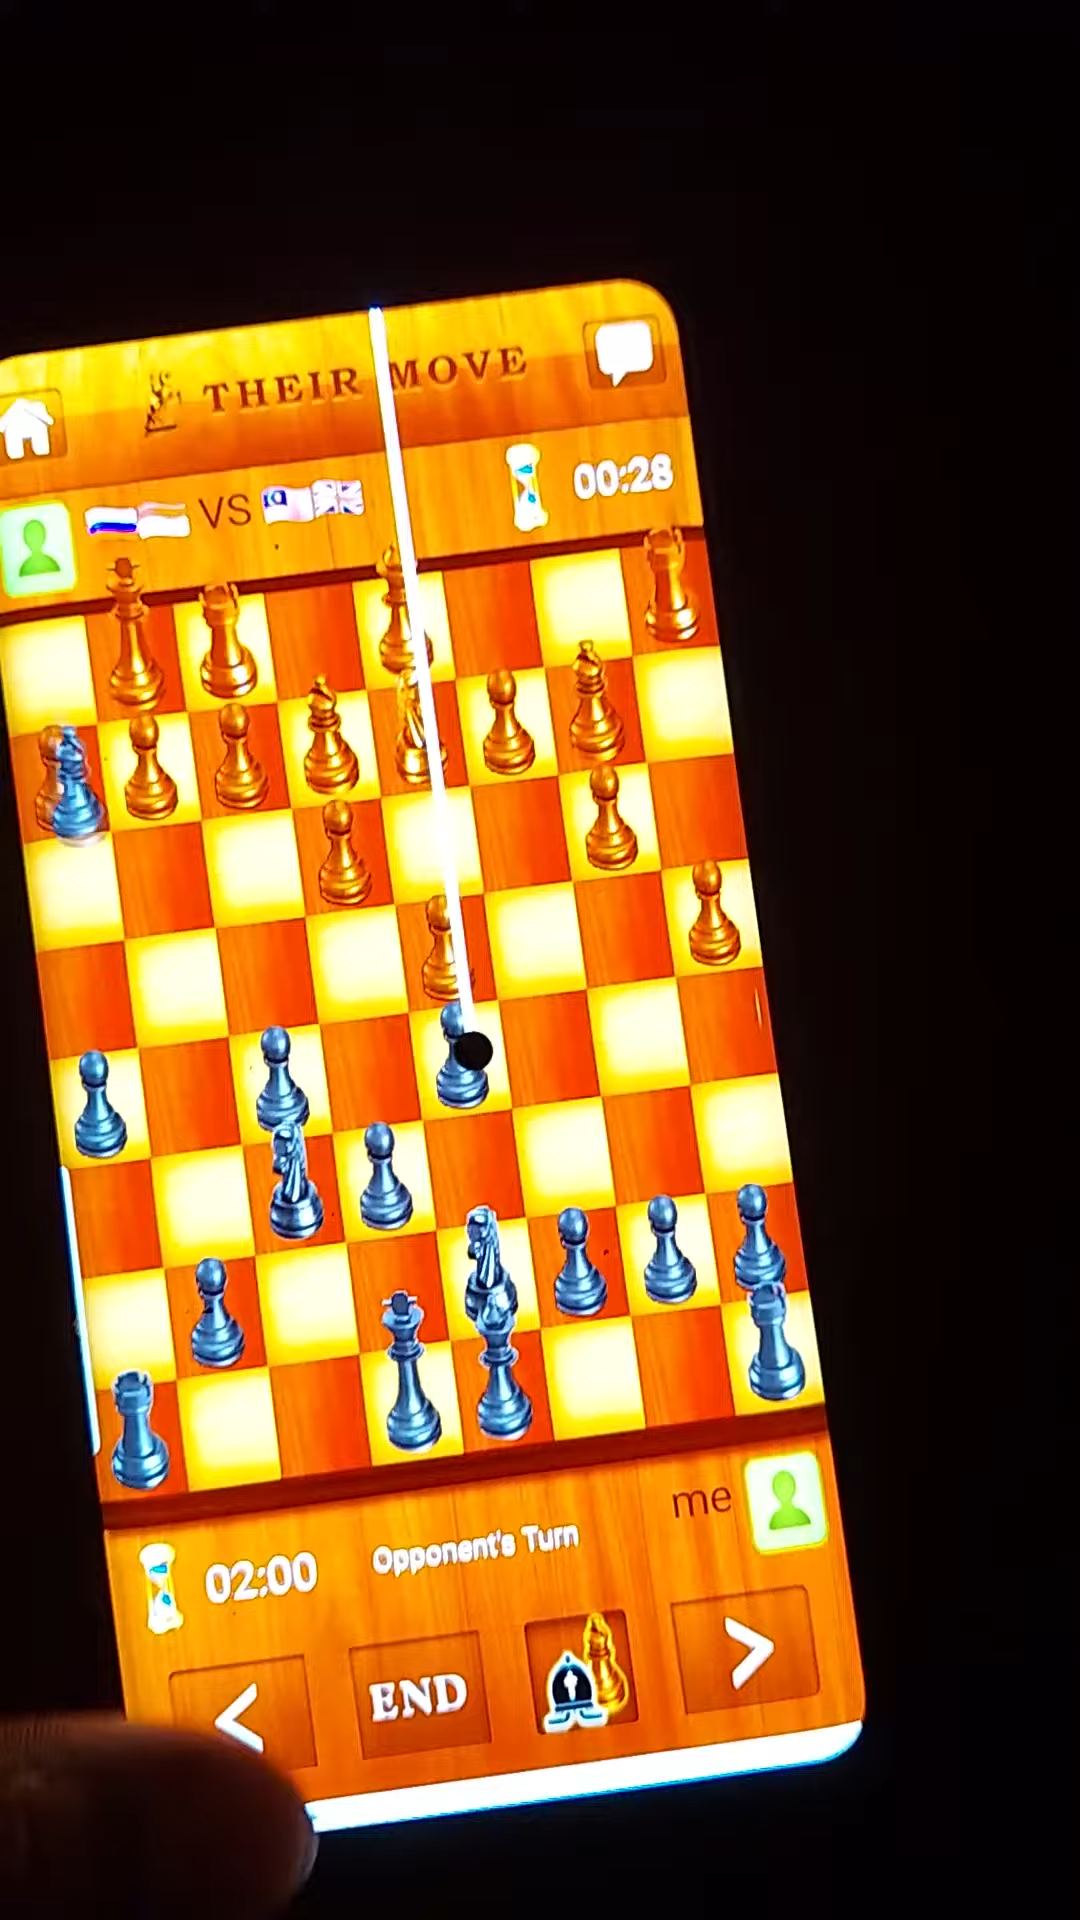 THEIR MOVE
VS
00:28
me
02:00
Opponent's Turn
< END >